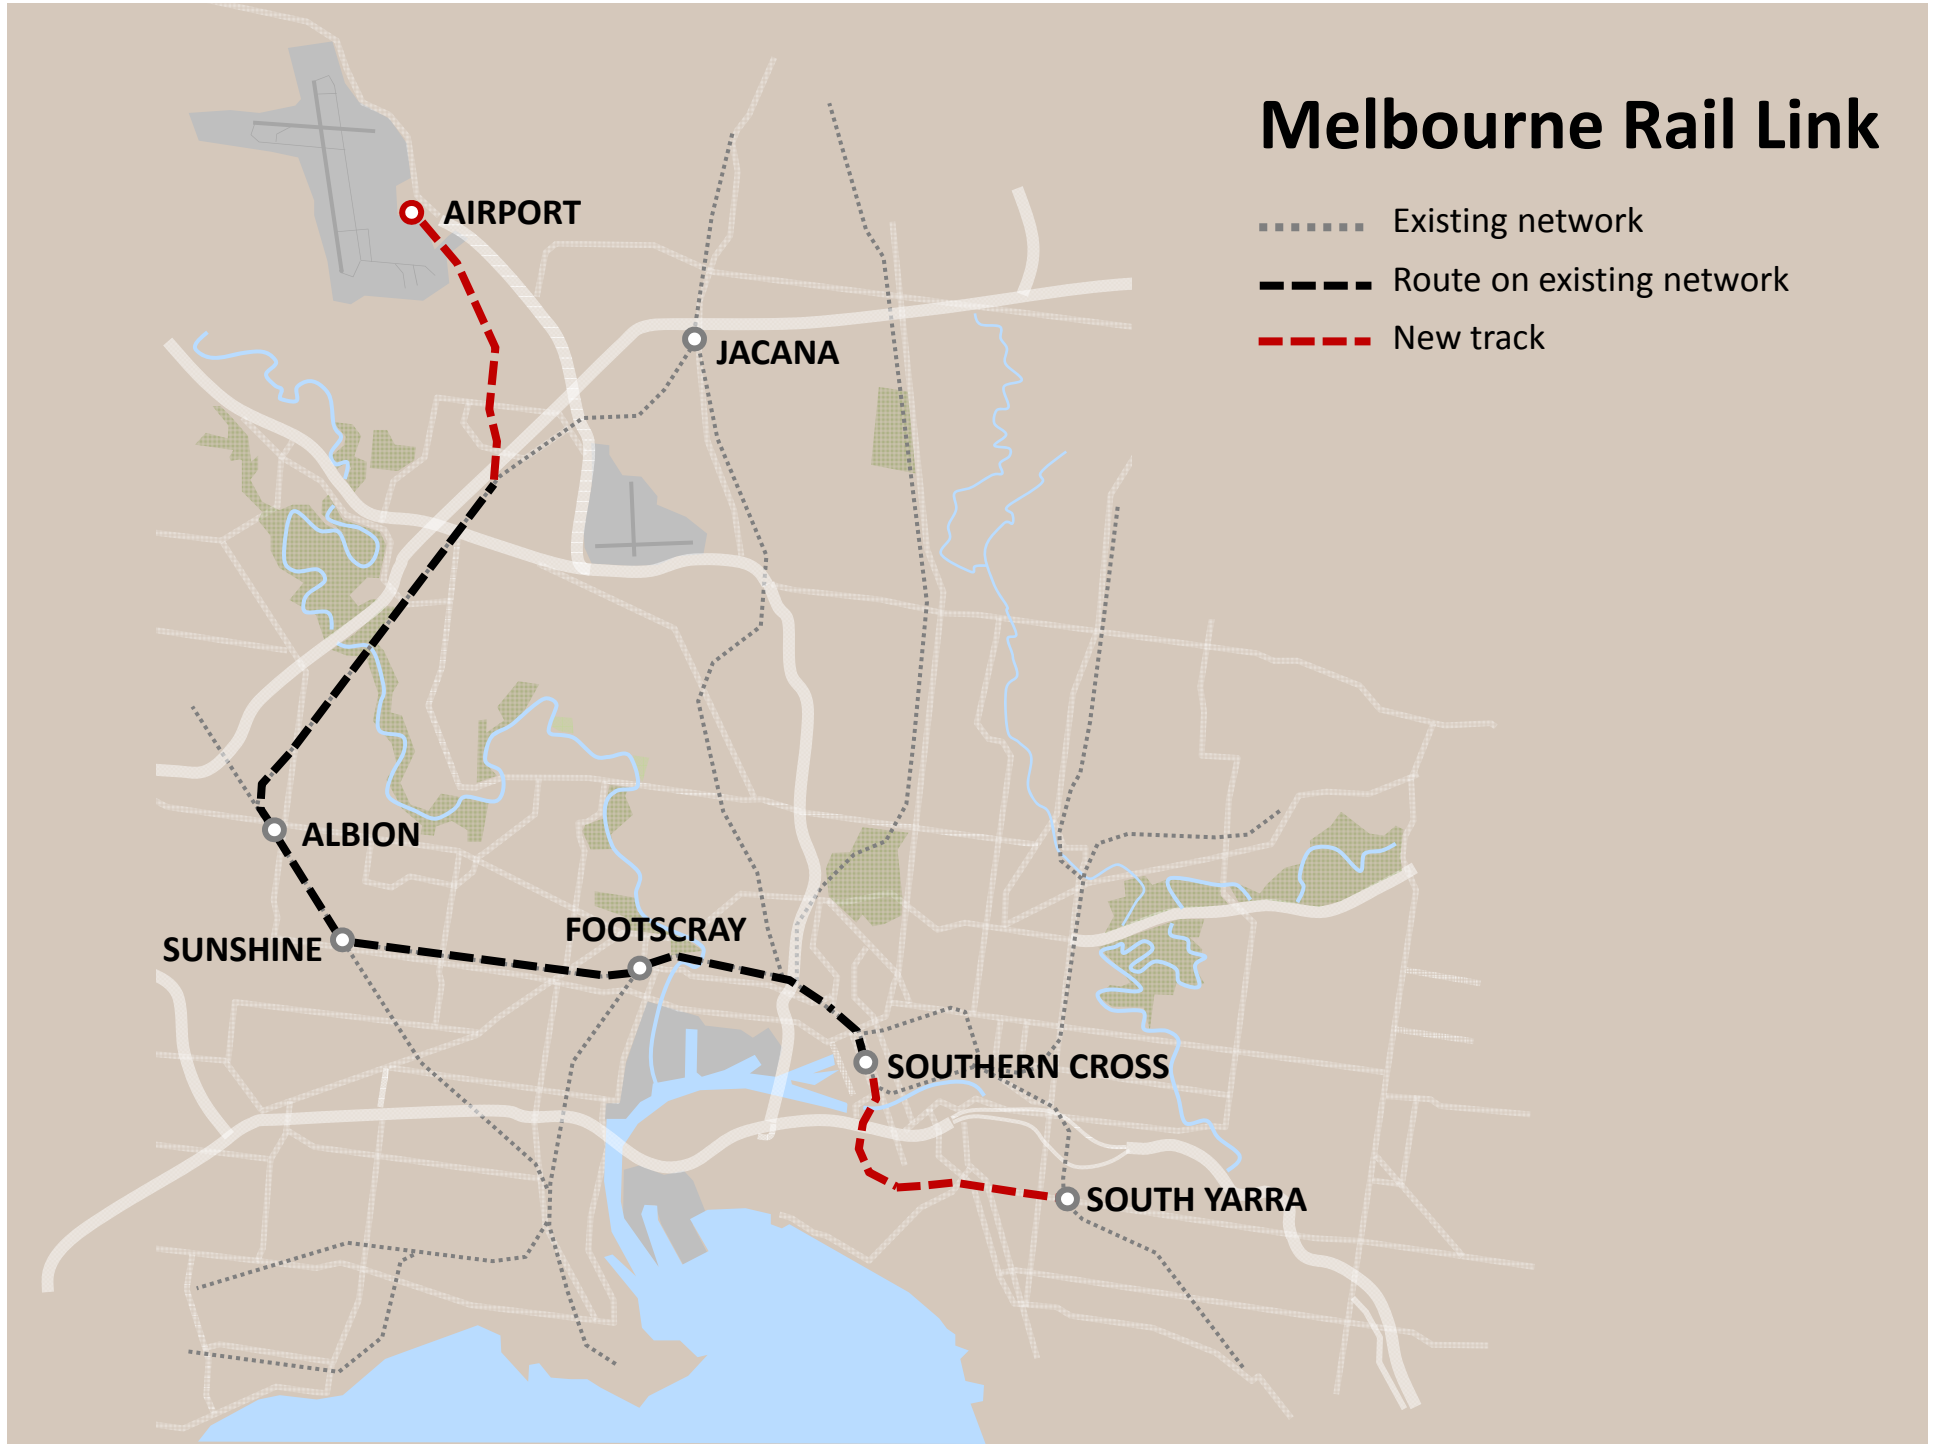 Melbourne Rail Link
Existing network
Route on existing network
New track
AIRPORT
JACANA
ALBION
FOOTSCRAY
SUNSHINE
SOUTHERN CROSS
SOUTH YARRA